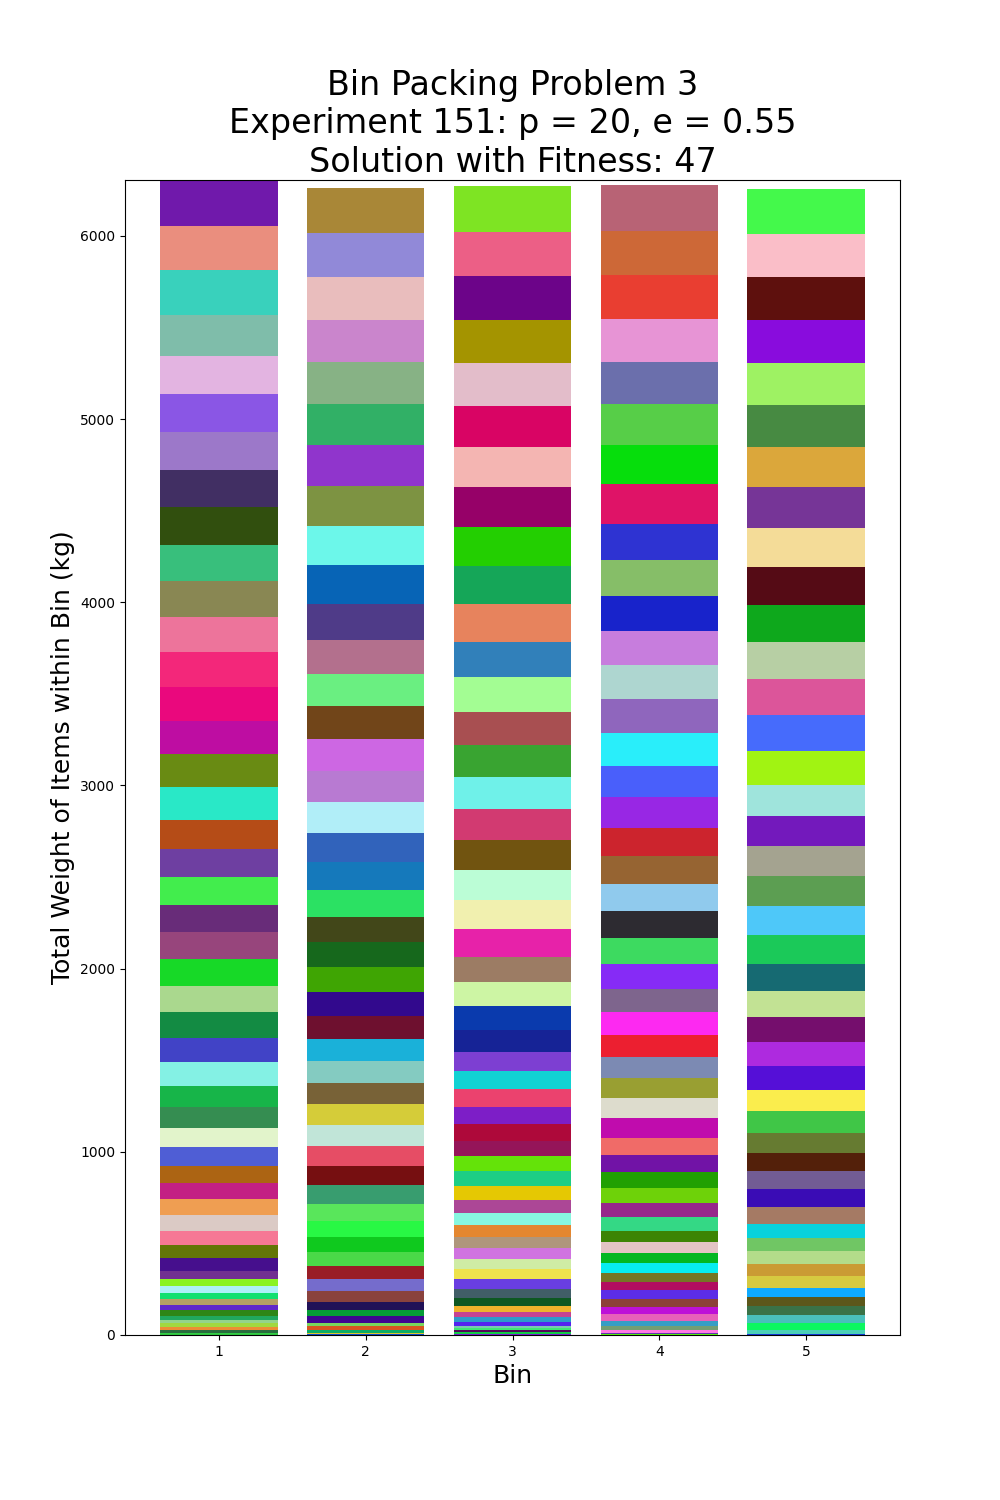 Bin Packing Problem 3
Experiment 151: p = 20, e = 0.55
Solution with Fitness: 47
Total Weight of Items within Bin (kg)
6000
5000
4000
3000
2000
1000
0
1 2 3 4 5
Bin